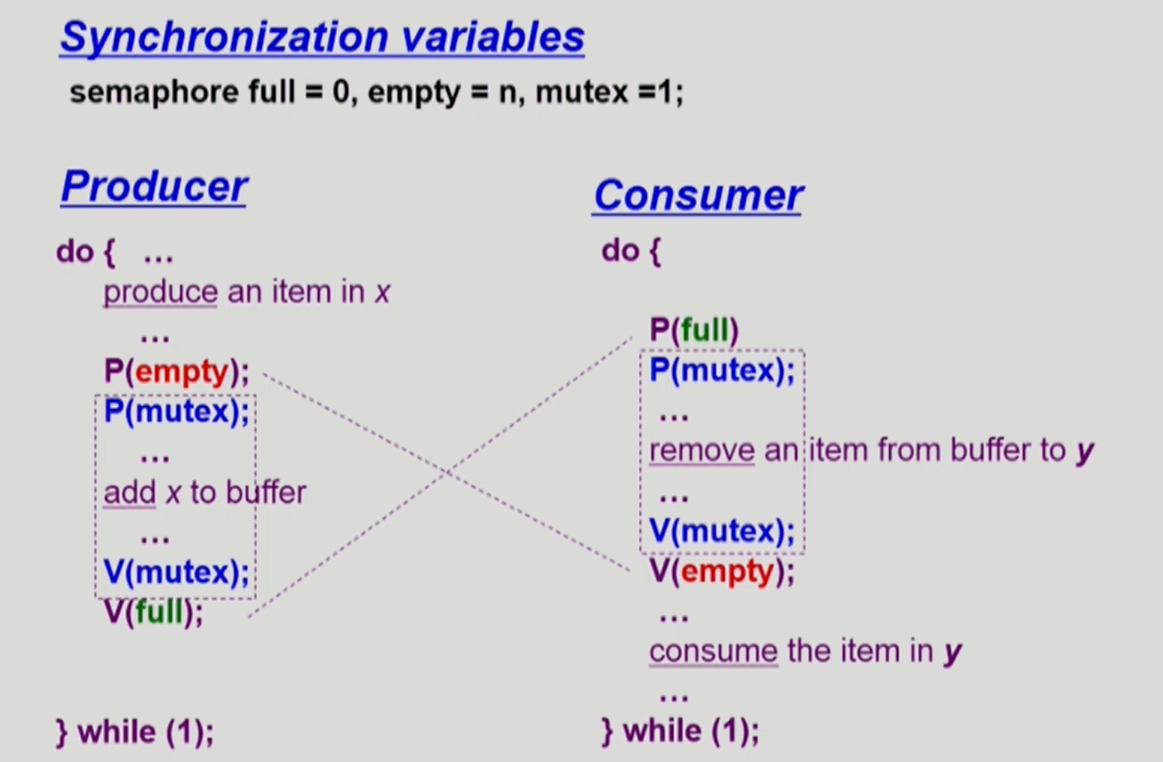 Synchronization variables
semaphore full = 0, empty = n, mutex =1;
Producer
do { ...
produce an item in x
...
P(empty);
P(mutex);
...
add x to buffer
...
V(mutex);
V(full);
} while (1);
Consumer
do {
P(full)
P(mutex);
...
remove an item from buffer to y
...
V(mutex);
V(empty);
...
consume the item in y
...
} while (1);